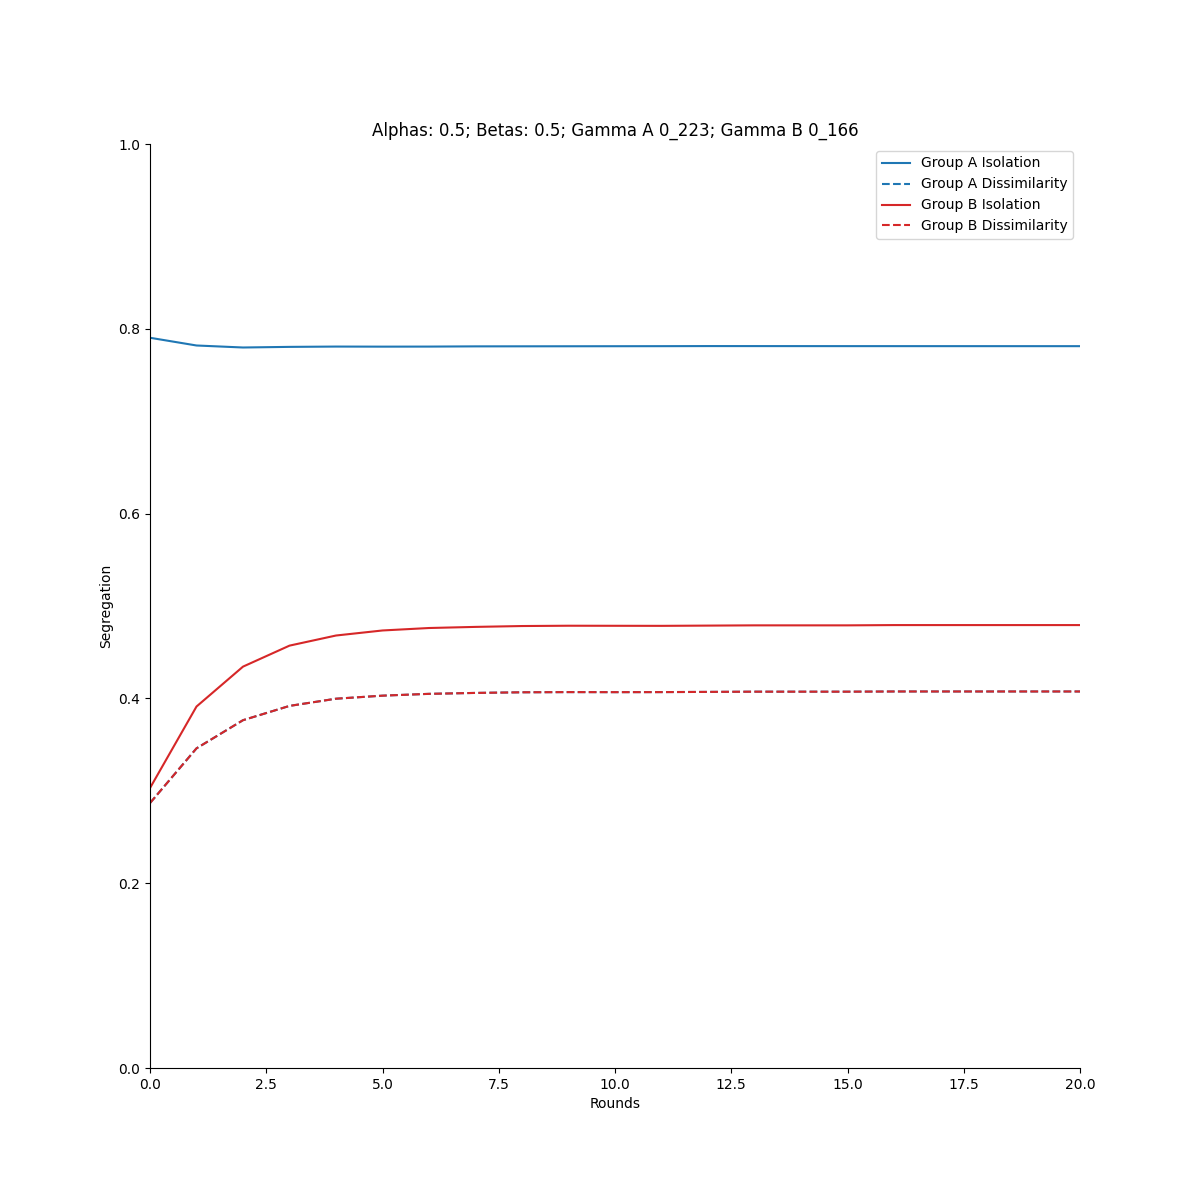 Alphas: 0.5; Betas: 0.5; Gamma A 0_223; Gamma B 0_166
Group A Isolation
Group A Dissimilarity
Group B Isolation
Group B Dissimilarity
1.0
0.8
0.6
0.4
0.2
0.0
Segregation
0.0 2.5 5.0 7.5 10.0 12.5 15.0 17.5 20.0
Rounds